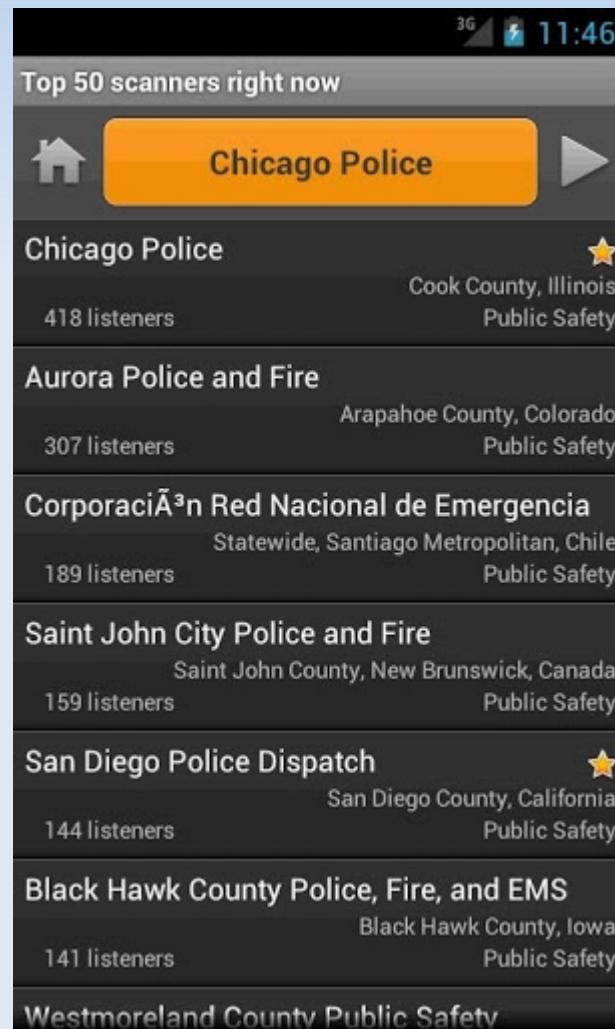 3G 11:46
Top 50 scanners right now
Chicago Police
Chicago Police
Cook County, Illinois
418 listeners Public Safety
Aurora Police and Fire
Arapahoe County, Colorado
307 listeners Public Safety
CorporaciÃ³n Red Nacional de Emergencia
Statewide, Santiago Metropolitan, Chile
189 listeners Public Safety
Saint John City Police and Fire
Saint John County, New Brunswick, Canada
159 listeners Public Safety
San Diego Police Dispatch
San Diego County, California
144 listeners Public Safety
Black Hawk County Police, Fire, and EMS
Black Hawk County, Iowa
141 listeners Public Safety
Westmoreland County Public Safety